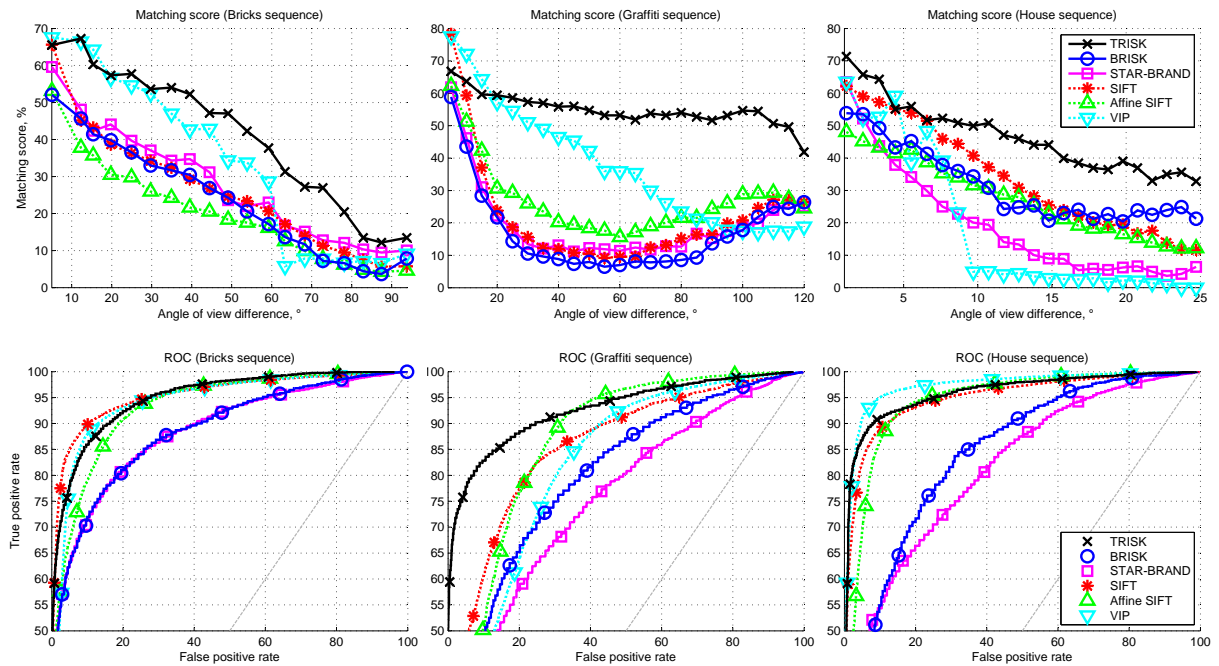 Matching score (Bricks sequence)
Matching score (Graffiti sequence)
Matching score (House sequence)
Matching score, %
70
60
50
40
30
20
10
0
10 20 30 40 50 60 70 80 90
Angle of view difference, °
80
70
60
50
40
30
20
10
0
20 40 60 80 100 120
Angle of view difference, °
80
70
60
50
40
30
20
10
0
5 10 15 20 25
Angle of view difference, °
TRISK
BRISK
STAR-BRAND
SIFT
Affine SIFT
VIP
ROC (Bricks sequence)
ROC (Graffiti sequence)
ROC (House sequence)
True positive rate
100
95
90
85
80
75
70
65
60
55
50
0 20 40 60 80 100
False positive rate
100
95
90
85
80
75
70
65
60
55
50
0 20 40 60 80 100
False positive rate
100
95
90
85
80
75
70
65
60
55
50
0 20 40 60 80 100
False positive rate
TRISK
BRISK
STAR-BRAND
SIFT
Affine SIFT
VIP